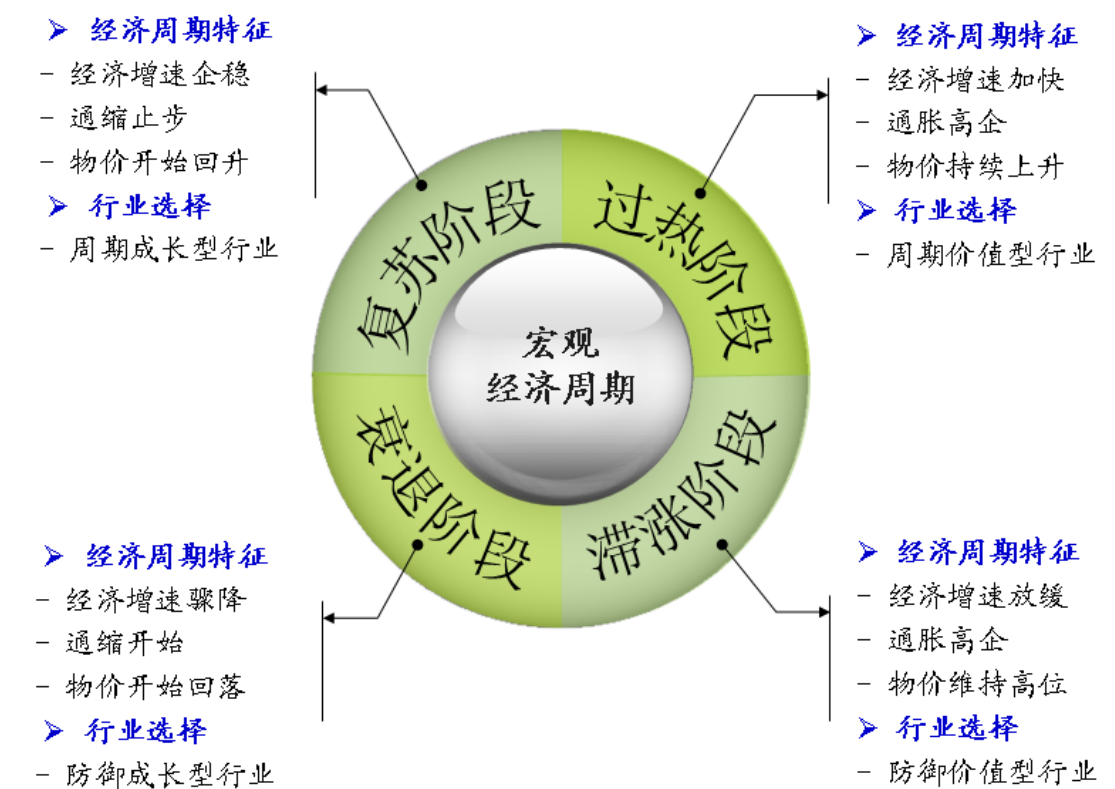 ➢ 经济周期特征
– 经济增速企稳
– 通缩止步
– 物价开始回升
➢ 行业选择
– 周期成长型行业
➢ 经济周期特征
– 经济增速加快
– 通胀高企
– 物价持续上升
➢ 行业选择
– 周期价值型行业
复苏阶段
过热阶段
宏观
经济周期
衰退阶段
滞涨阶段
➢ 经济周期特征
– 经济增速骤降
– 通缩开始
– 物价开始回落
➢ 行业选择
– 防御成长型行业
➢ 经济周期特征
– 经济增速放缓
– 通胀高企
– 物价维持高位
➢ 行业选择
– 防御价值型行业